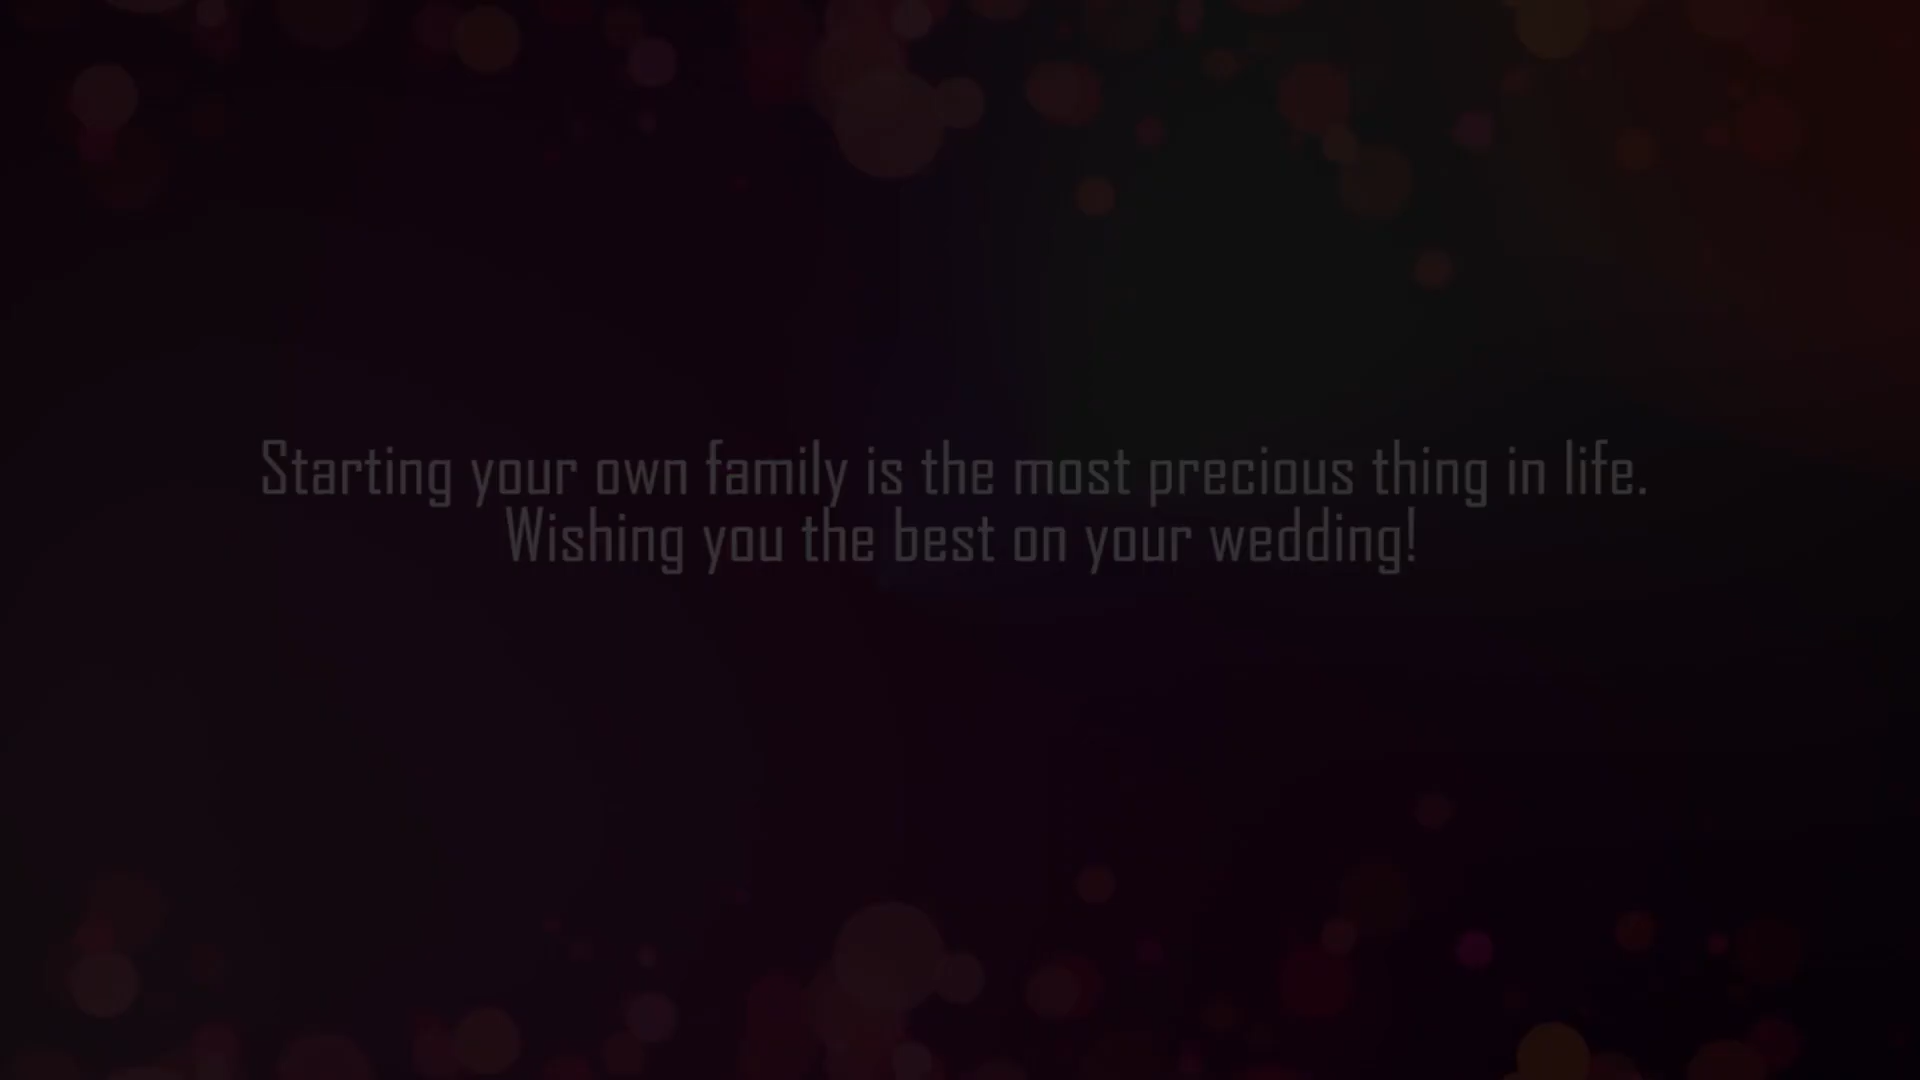 Starting your own family is the most precious thing in life.
Wishing you the best on your wedding!